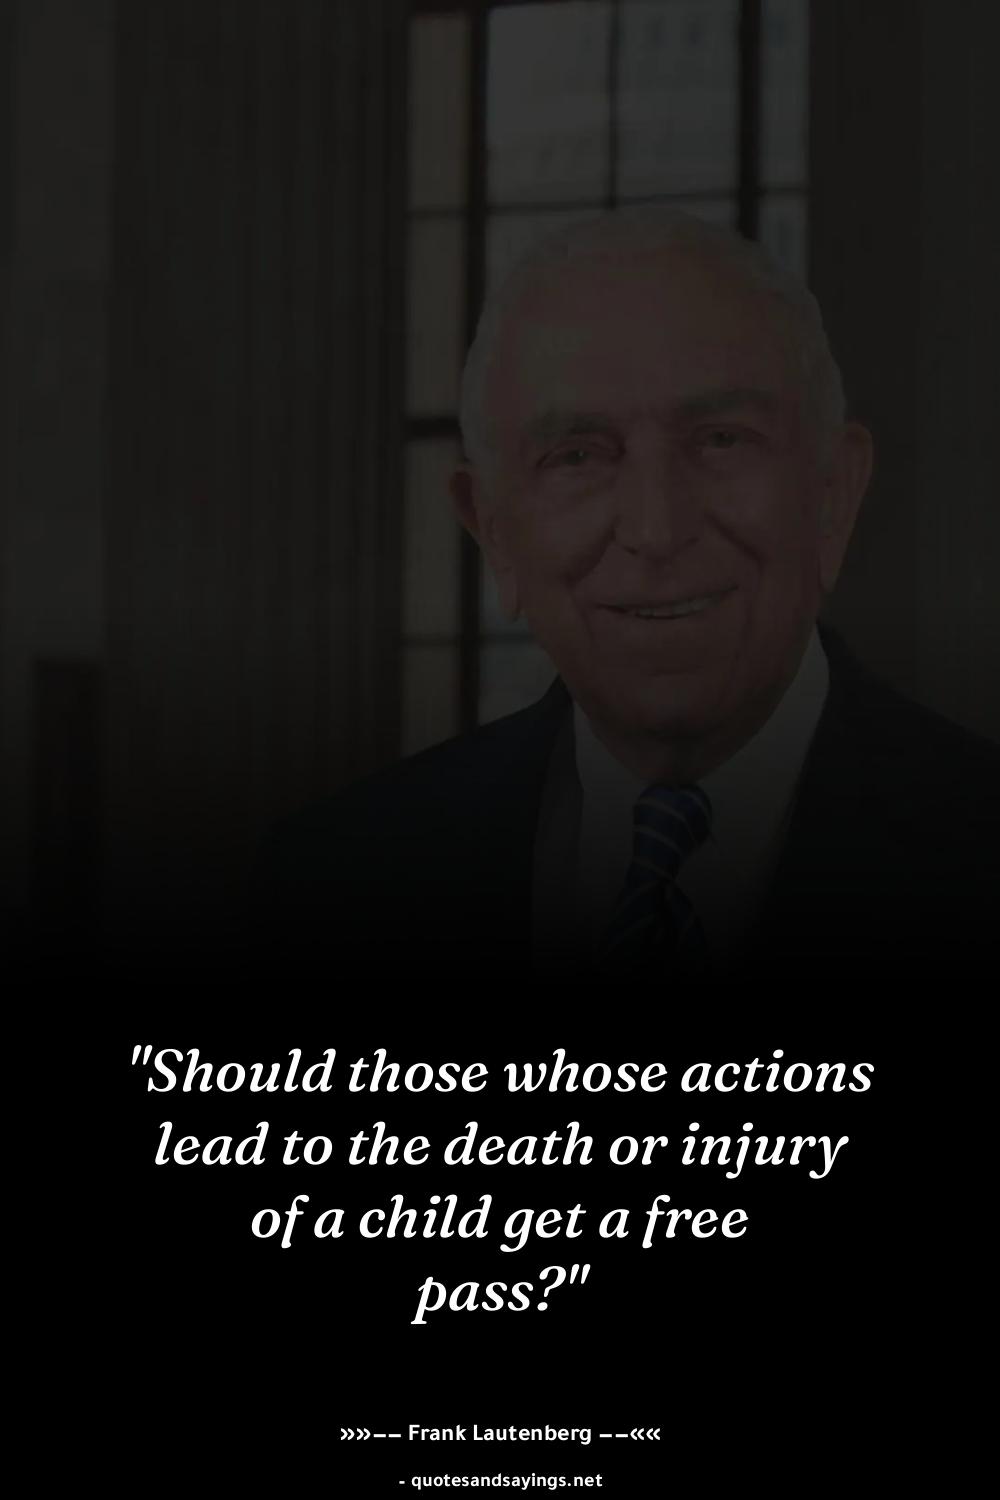 "Should those whose actions
lead to the death or injury
of a child get a free
pass?"
»»–– Frank Lautenberg ––««
- quotesandsayings.net